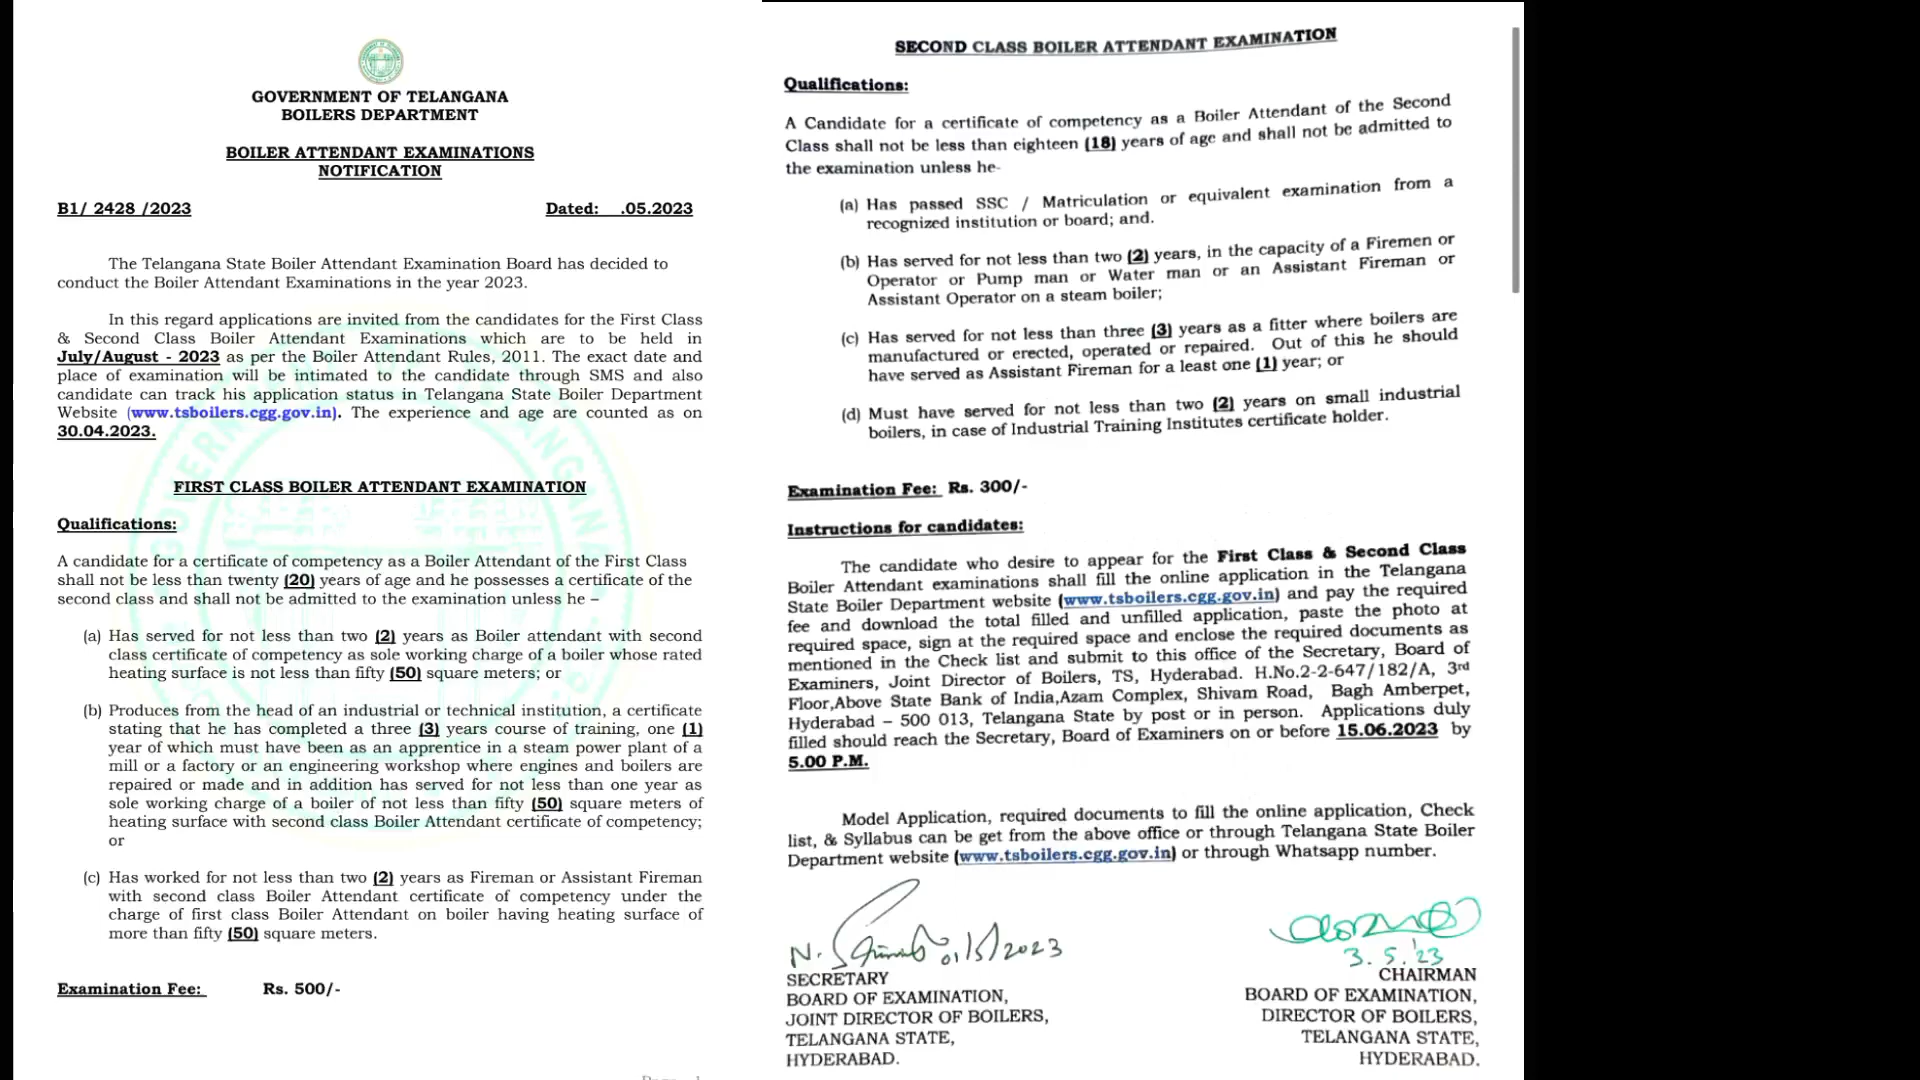 GOVERNMENT OF TELANGANA
BOILERS DEPARTMENT
BOILER ATTENDANT EXAMINATIONS
NOTIFICATION
B1/ 2428 /2023 Dated: .05.2023
The Telangana State Boiler Attendant Examination Board has decided to
conduct the Boiler Attendant Examinations in the year 2023.
In this regard applications are invited from the candidates for the First Class
& Second Class Boiler Attendant Examinations which are to be held in
July/August - 2023 as per the Boiler Attendant Rules, 2011. The exact date and
place of examination will be intimated to the candidate through SMS and also
candidate can track his application status in Telangana State Boiler Department
Website (www.tsboilers.cgg.gov.in). The experience and age are counted as on
30.04.2023.
FIRST CLASS BOILER ATTENDANT EXAMINATION
Qualifications:
A candidate for a certificate of competency as a Boiler Attendant of the First Class
shall not be less than twenty (20) years of age and he possesses a certificate of the
second class and shall not be admitted to the examination unless he –
(a) Has served for not less than two (2) years as Boiler attendant with second
class certificate of competency as sole working charge of a boiler whose rated
heating surface is not less than fifty (50) square meters; or
(b) Produces from the head of an industrial or technical institution, a certificate
stating that he has completed a three (3) years course of training, one (1)
year of which must have been as an apprentice in a steam power plant of a
mill or a factory or an engineering workshop where engines and boilers are
repaired or made and in addition has served for not less than one year as
sole working charge of a boiler of not less than fifty (50) square meters of
heating surface with second class Boiler Attendant certificate of competency;
or
(c) Has worked for not less than two (2) years as Fireman or Assistant Fireman
with second class Boiler Attendant certificate of competency under the
charge of first class Boiler Attendant on boiler having heating surface of
more than fifty (50) square meters.
Examination Fee: Rs. 500/-
SECOND CLASS BOILER ATTENDANT EXAMINATION
Qualifications:
A Candidate for a certificate of competency as a Boiler Attendant of the Second
Class shall not be less than eighteen (18) years of age and shall not be admitted to
the examination unless he-
(a) Has passed SSC / Matriculation or equivalent examination from a
recognized institution or board; and.
(b) Has served for not less than two (2) years, in the capacity of a Firemen or
Operator or Pump man or Water man or an Assistant Fireman or
Assistant Operator on a steam boiler;
(c) Has served for not less than three (3) years as a fitter where boilers are
manufactured or erected, operated or repaired. Out of this he should
have served as Assistant Fireman for a least one (1) year; or
(d) Must have served for not less than two (2) years on small industrial
boilers, in case of Industrial Training Institutes certificate holder.
Examination Fee: Rs. 300/-
Instructions for candidates:
The candidate who desire to appear for the First Class & Second Class
Boiler Attendant examinations shall fill the online application in the Telangana
State Boiler Department website (www.tsboilers.cgg.gov.in) and pay the required
fee and download the total filled and unfilled application, paste the photo at
required space, sign at the required space and enclose the required documents as
mentioned in the Check list and submit to this office of the Secretary, Board of
Examiners, Joint Director of Boilers, TS, Hyderabad. H.No.2-2-647/182/A, 3rd
Floor,Above State Bank of India,Azam Complex, Shivam Road, Bagh Amberpet,
Hyderabad – 500 013, Telangana State by post or in person. Applications duly
filled should reach the Secretary, Board of Examiners on or before 15.06.2023 by
5.00 P.M.
Model Application, required documents to fill the online application, Check
list, & Syllabus can be get from the above office or through Telangana State Boiler
Department website (www.tsboilers.cgg.gov.in) or through Whatsapp number.
SECRETARY
BOARD OF EXAMINATION,
JOINT DIRECTOR OF BOILERS,
TELANGANA STATE,
HYDERABAD.
3.5.'23
CHAIRMAN
BOARD OF EXAMINATION,
DIRECTOR OF BOILERS,
TELANGANA STATE,
HYDERABAD.